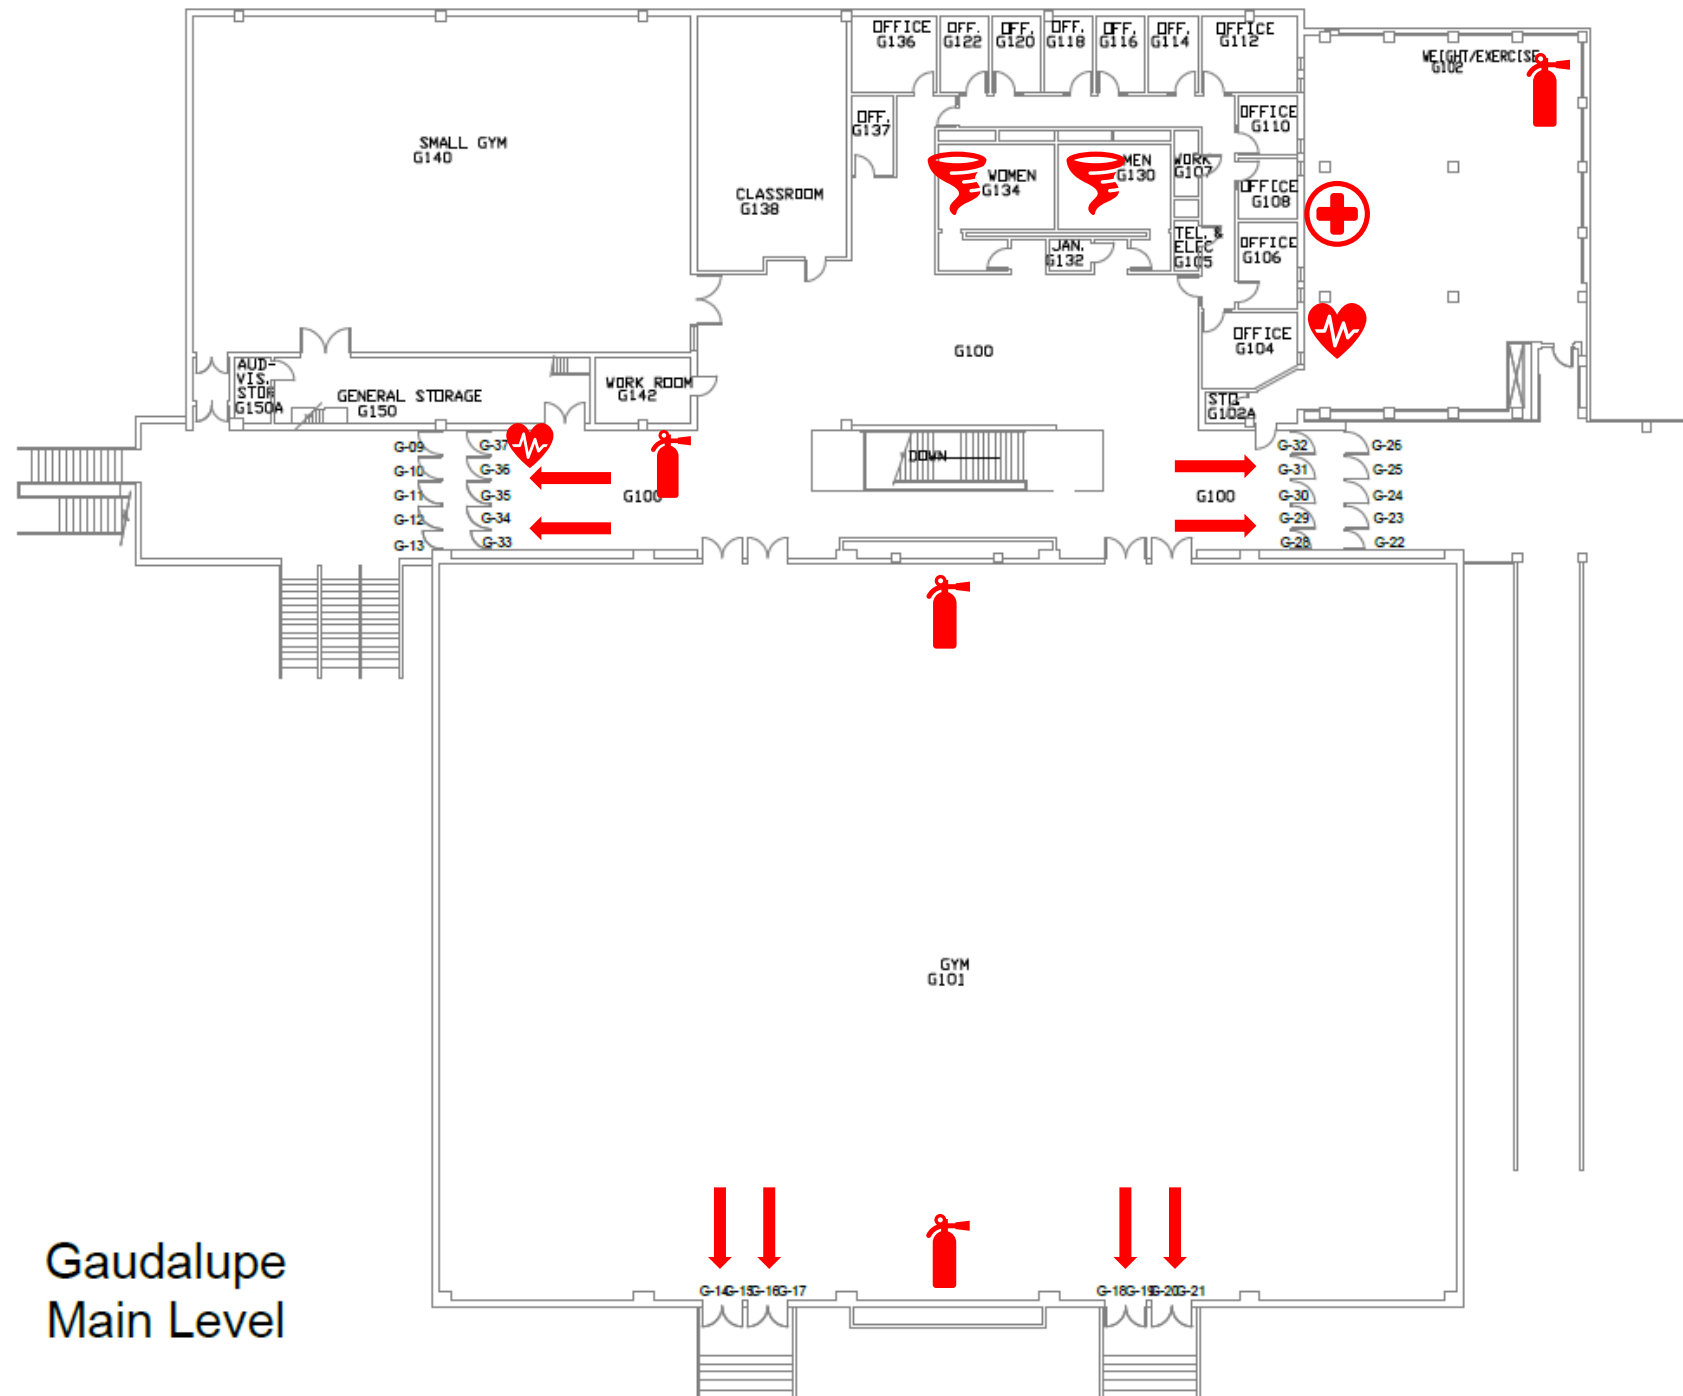 OFFICE
G136
OFF.
G122
OFF.
G120
OFF.
G118
OFF.
G116
OFF.
G114
OFFICE
G112
WEIGHT/EXERCISE
G102
OFF.
G137
OFFICE
G110
SMALL GYM
G140
CLASSROOM
G138
WOMEN
G134
MEN
G130
WORK
G107
OFFICE
G108
TEL. &
ELEC
G105
JAN.
G132
OFFICE
G106
OFFICE
G104
G100
AUD-
VIS.
STOR
G150A
GENERAL STORAGE
G150
WORK ROOM
G142
STO.
G102A
DOWN
G-09
G-10
G-11
G-12
G-13
G-37
G-36
G-35
G-34
G-33
G100
G100
G-32
G-31
G-30
G-29
G-28
G-26
G-25
G-24
G-23
G-22
GYM
G101
G-14 G-15 G-16 G-17
G-18 G-19 G-20 G-21
Gaudalupe
Main Level